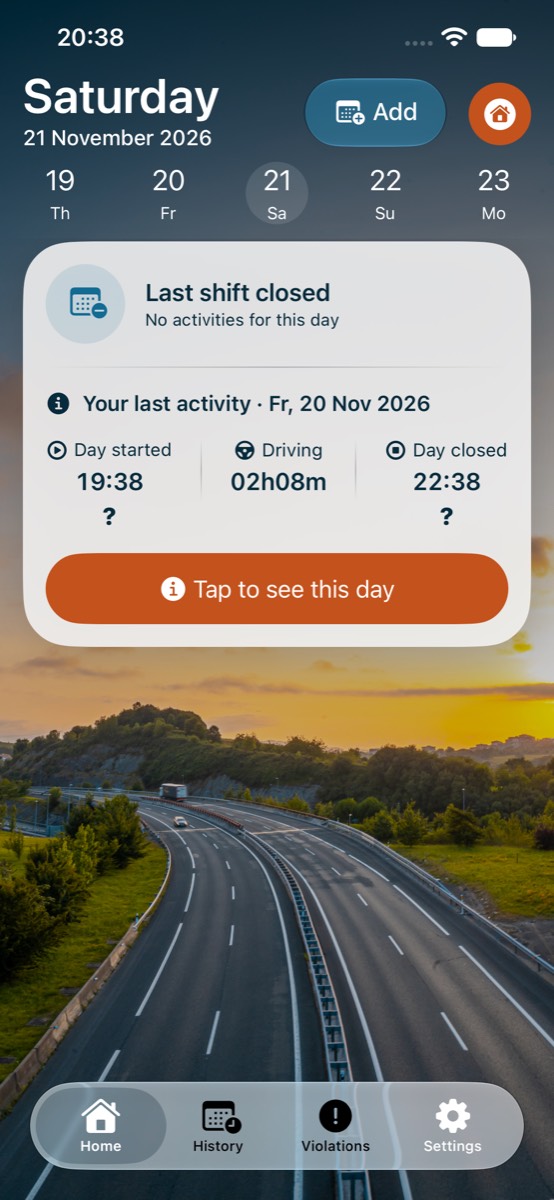 20:38
Saturday
21 November 2026
Add
19 20 21 22 23
Th Fr Sa Su Mo
Last shift closed
No activities for this day
Your last activity · Fr, 20 Nov 2026
Day started Driving Day closed
19:38 02h08m 22:38
? ?
Tap to see this day
Home History Violations Settings